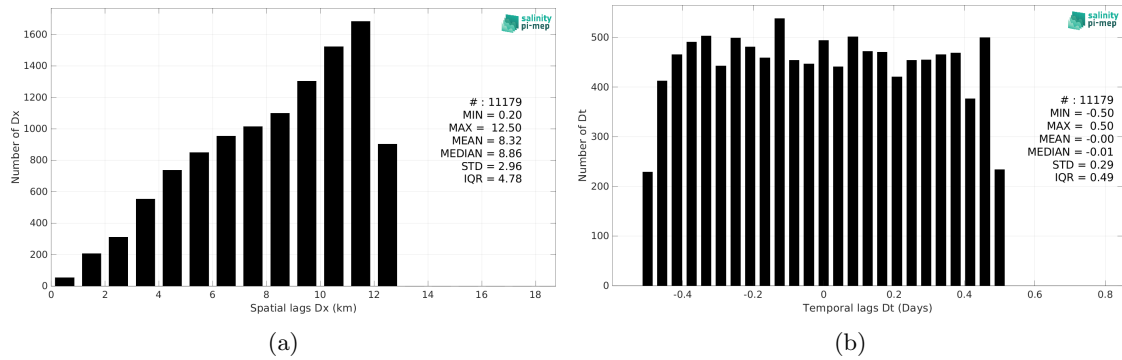 salinity
pi-mep
1600
1400
1200
1000
800
600
400
200
0
Number of Dx
# : 11179
MIN = 0.20
MAX = 12.50
MEAN = 8.32
MEDIAN = 8.86
STD = 2.96
IQR = 4.78
0 2 4 6 8 10 12 14 16 18
Spatial lags Dx (km)
(a)
salinity
pi-mep
500
400
300
200
100
0
Number of Dt
# : 11179
MIN = -0.50
MAX = 0.50
MEAN = -0.00
MEDIAN = -0.01
STD = 0.29
IQR = 0.49
-0.4 -0.2 0 0.2 0.4 0.6 0.8
Temporal lags Dt (Days)
(b)